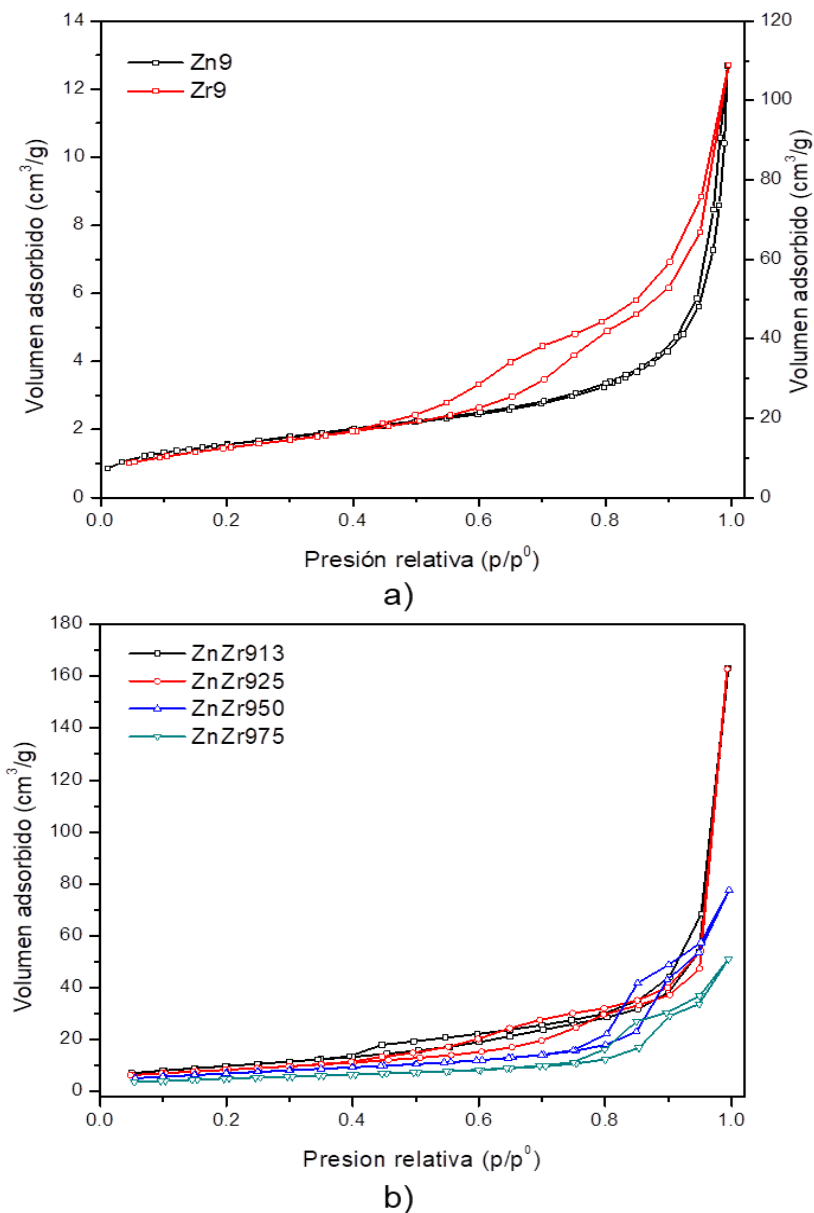 14
12
10
8
6
4
2
0
Volumen adsorbido (cm³/g)
Zn9
Zr9
120
100
80
60
40
20
0
Volumen adsorbido (cm³/g)
0.0 0.2 0.4 0.6 0.8 1.0
Presión relativa (p/p⁰)
a)
180
160
140
120
100
80
60
40
20
0
Volumen adsorbido (cm³/g)
ZnZr913
ZnZr925
ZnZr950
ZnZr975
0.0 0.2 0.4 0.6 0.8 1.0
Presion relativa (p/p⁰)
b)